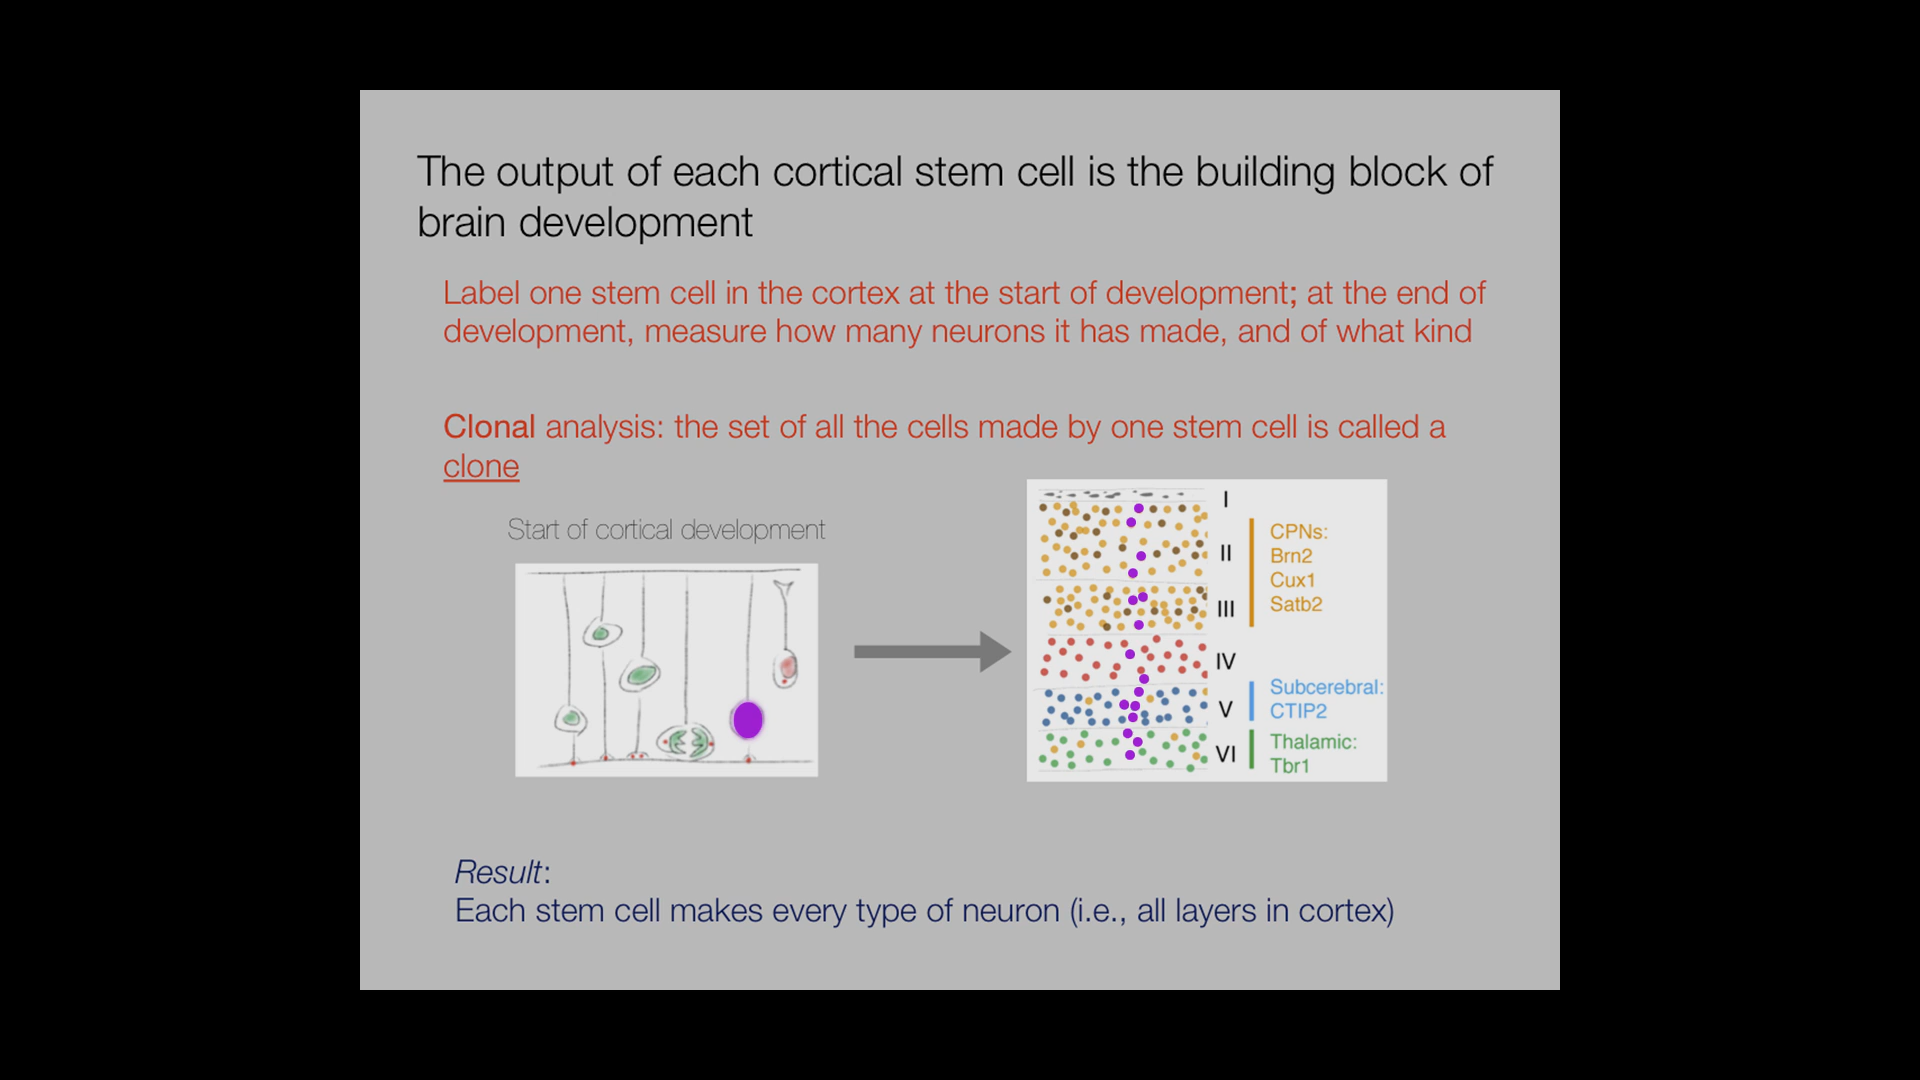 The output of each cortical stem cell is the building block of
brain development
Label one stem cell in the cortex at the start of development; at the end of
development, measure how many neurons it has made, and of what kind
Clonal analysis: the set of all the cells made by one stem cell is called a
clone
Start of cortical development
I
II
III
IV
V
VI
CPNs:
Brn2
Cux1
Satb2
Subcerebral:
CTIP2
Thalamic:
Tbr1
Result:
Each stem cell makes every type of neuron (i.e., all layers in cortex)